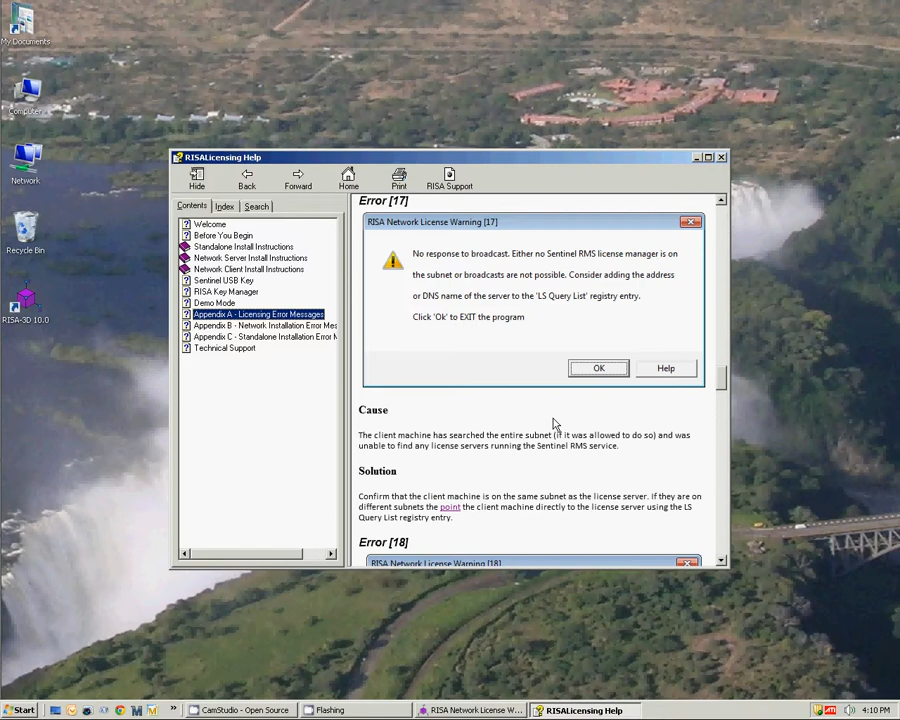 My Documents
Computer
Network
Recycle Bin
RISA-3D 10.0
RISALicensing Help
Hide
Back
Forward
Home
Print
RISA Support
Contents
Index
Search
Welcome
Before You Begin
Standalone Install Instructions
Network Server Install Instructions
Network Client Install Instructions
Sentinel USB Key
RISA Key Manager
Demo Mode
Appendix A - Licensing Error Messages
Appendix B - Network Installation Error Mes
Appendix C - Standalone Installation Error M
Technical Support
Error [17]
RISA Network License Warning [17]
No response to broadcast. Either no Sentinel RMS license manager is on
the subnet or broadcasts are not possible. Consider adding the address
or DNS name of the server to the 'LS Query List' registry entry.
Click 'Ok' to EXIT the program
OK
Help
Cause
The client machine has searched the entire subnet (if it was allowed to do so) and was
unable to find any license servers running the Sentinel RMS service.
Solution
Confirm that the client machine is on the same subnet as the license server. If they are on
different subnets the point the client machine directly to the license server using the LS
Query List registry entry.
Error [18]
RISA Network License Warning [18]
Start
CamStudio - Open Source
Flashing
RISA Network License W...
RISALicensing Help
4:10 PM